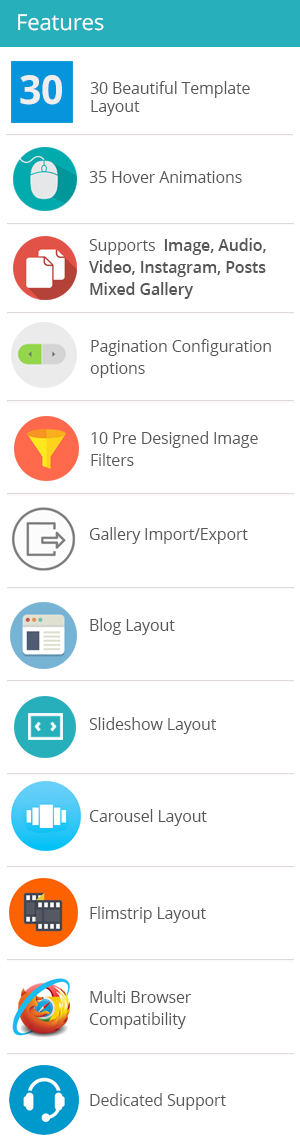 Features
30
30 Beautiful Template
Layout
35 Hover Animations
Supports Image, Audio,
Video, Instagram, Posts
Mixed Gallery
Pagination Configuration
options
10 Pre Designed Image
Filters
Gallery Import/Export
Blog Layout
Slideshow Layout
Carousel Layout
Flimstrip Layout
Multi Browser
Compatibility
Dedicated Support